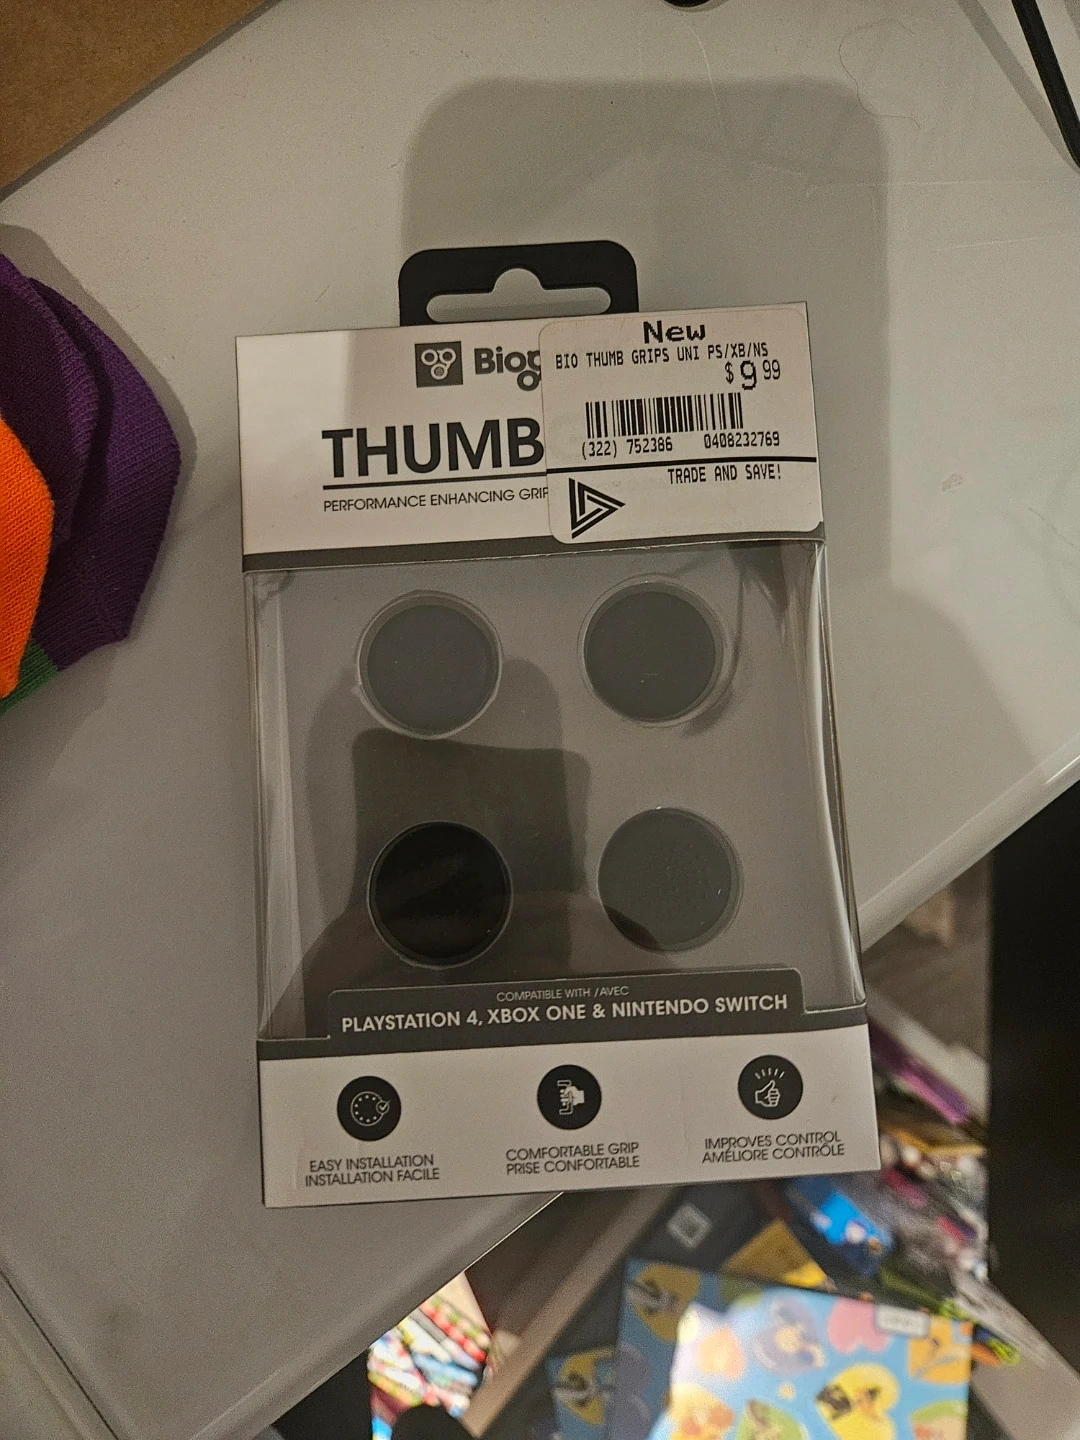 New
BIO THUMB GRIPS UNI PS/XB/NS
$9.99
(322) 752386 0408232769
TRADE AND SAVE!
THUMB
PERFORMANCE ENHANCING
COMPATIBLE WITH / AVEC
PLAYSTATION 4, XBOX ONE & NINTENDO SWITCH
EASY INSTALLATION
INSTALLATION FACILE
COMFORTABLE GRIP
PRISE CONFORTABLE
IMPROVES CONTROL
AMÉLIORE CONTRÔLE